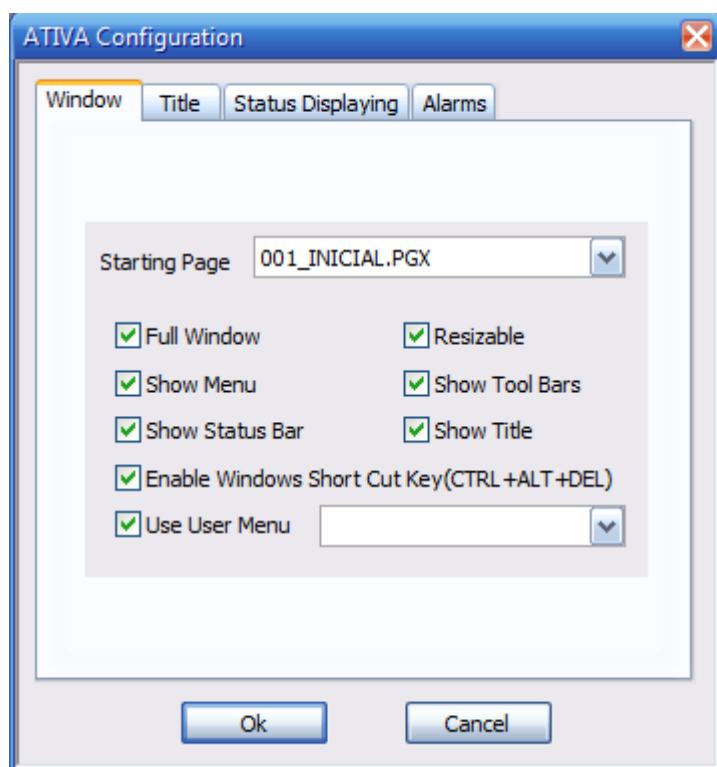 ATIVA Configuration
Window Title Status Displaying Alarms
Starting Page 001_INICIAL.PGX
Full Window Resizable
Show Menu Show Tool Bars
Show Status Bar Show Title
Enable Windows Short Cut Key(CTRL+ALT+DEL)
Use User Menu
Ok Cancel